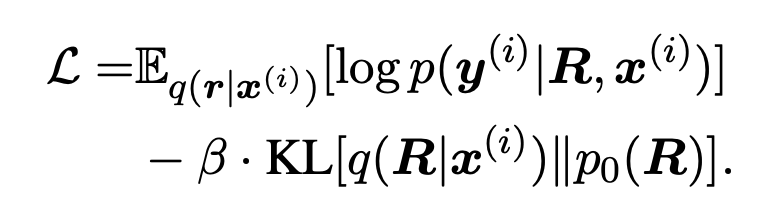 𝓛 =𝔼_{q(𝒓|𝒙^{(i)})}[log p(𝒚^{(i)}|𝑹, 𝒙^{(i)})]
− β · KL[q(𝑹|𝒙^{(i)})‖p₀(𝑹)].